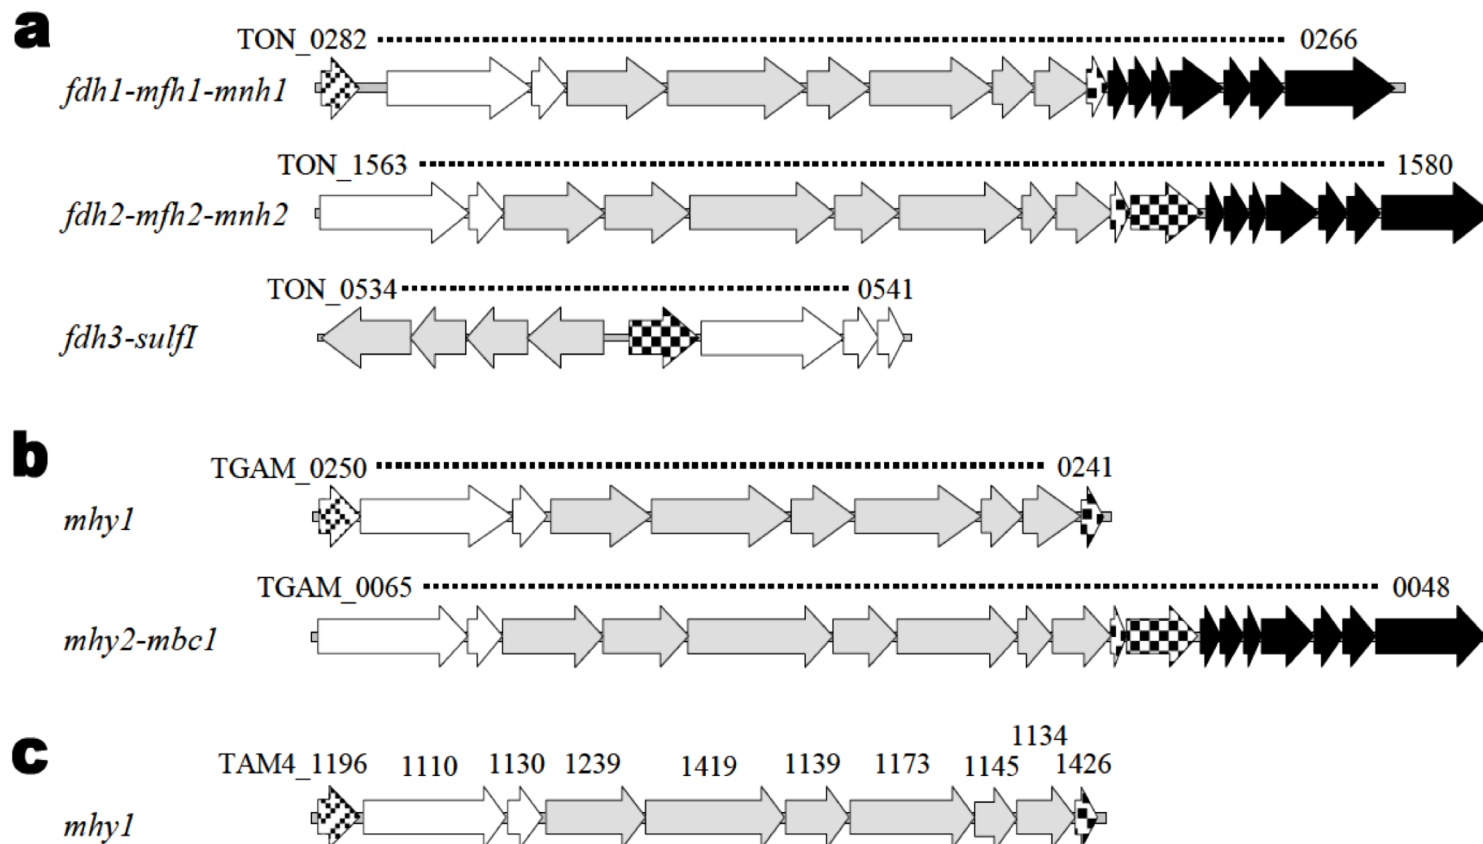 a
TON_0282 0266
fdh1-mfh1-mnh1
TON_1563 1580
fdh2-mfh2-mnh2
TON_0534 0541
fdh3-sulfI
b
TGAM_0250 0241
mhy1
TGAM_0065 0048
mhy2-mbc1
c
1134
TAM4_1196 1110 1130 1239 1419 1139 1173 1145 1426
mhy1